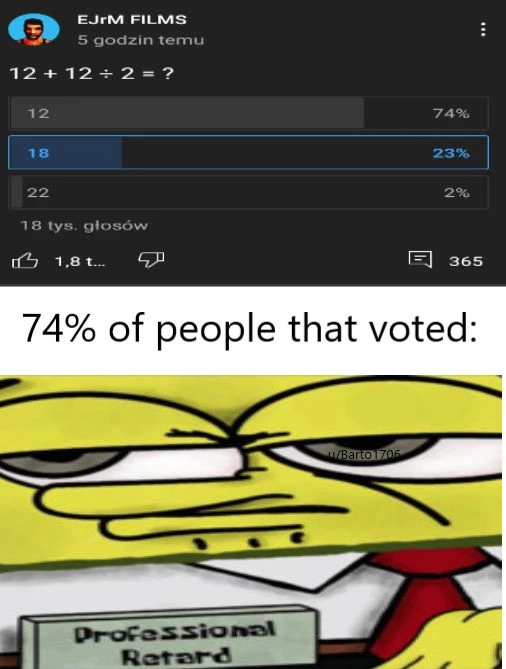 EJrM FILMS
5 godzin temu
12 + 12 ÷ 2 = ?
12 74%
18 23%
22 2%
18 tys. głosów
1,8 t... 365
74% of people that voted:
u/Barto1706
Professional
Retard